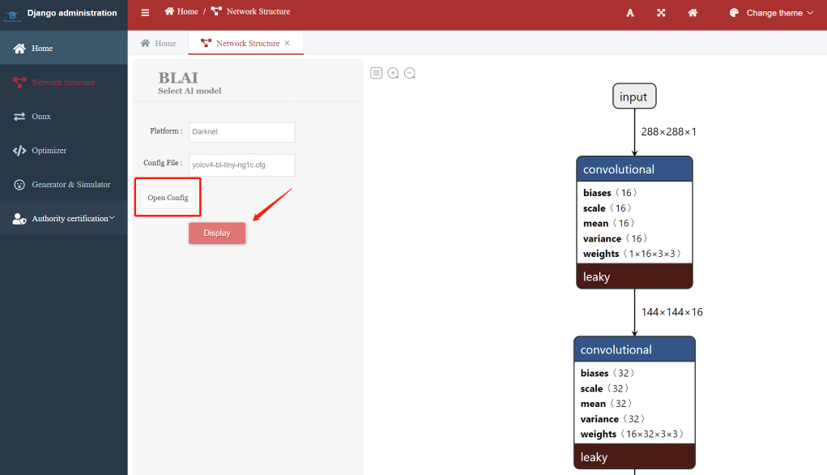 Django administration
Home / Network Structure
A
Change theme
Home
Network Structure
Onnx
Optimizer
Generator & Simulator
Authority certification
Home
Network Structure ×
BLAI
Select AI model
Platform :
Darknet
Config File :
yolov4-bl-tiny-ng1c.cfg
Open Config
Display
input
288×288×1
convolutional
biases〈16〉
scale〈16〉
mean〈16〉
variance〈16〉
weights〈1×16×3×3〉
leaky
144×144×16
convolutional
biases〈32〉
scale〈32〉
mean〈32〉
variance〈32〉
weights〈16×32×3×3〉
leaky